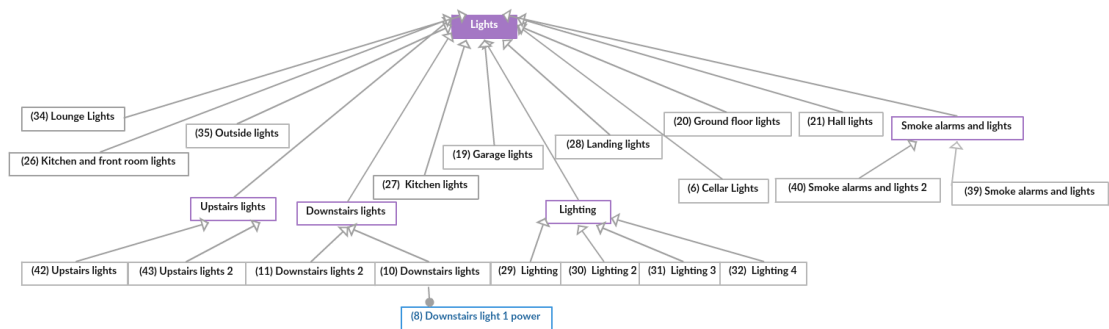 Lights
(34) Lounge Lights
(35) Outside lights
(26) Kitchen and front room lights
(27) Kitchen lights
(19) Garage lights
(28) Landing lights
(20) Ground floor lights
(21) Hall lights
Smoke alarms and lights
(6) Cellar Lights
(40) Smoke alarms and lights 2
(39) Smoke alarms and lights
Upstairs lights
Downstairs lights
Lighting
(42) Upstairs lights
(43) Upstairs lights 2
(11) Downstairs lights 2
(10) Downstairs lights
(29) Lighting
(30) Lighting 2
(31) Lighting 3
(32) Lighting 4
(8) Downstairs light 1 power